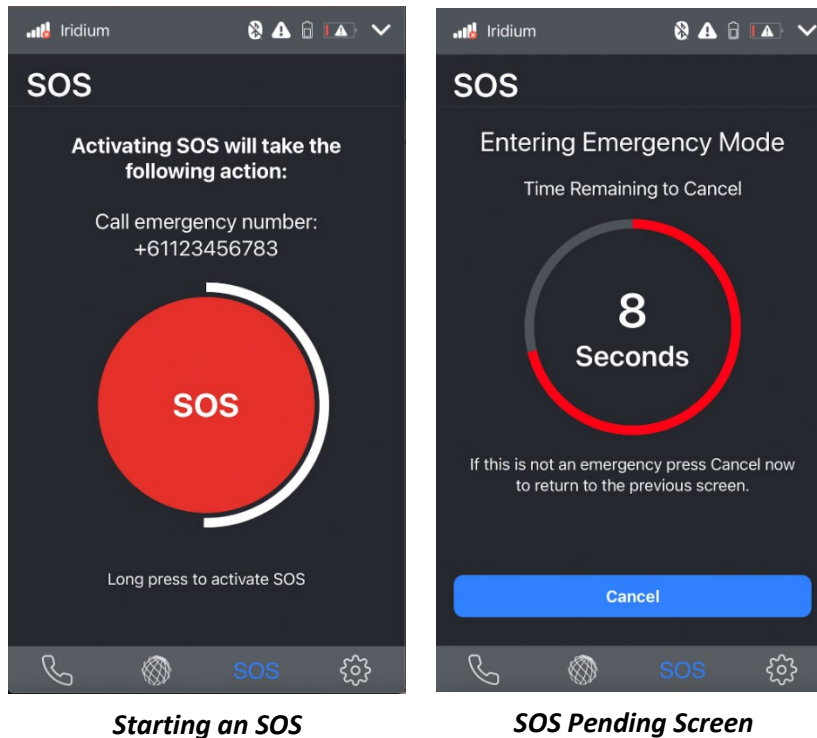 Iridium
SOS
Activating SOS will take the
following action:
Call emergency number:
+61123456783
SOS
Long press to activate SOS
SOS
Starting an SOS
Iridium
SOS
Entering Emergency Mode
Time Remaining to Cancel
8
Seconds
If this is not an emergency press Cancel now
to return to the previous screen.
Cancel
SOS
SOS Pending Screen